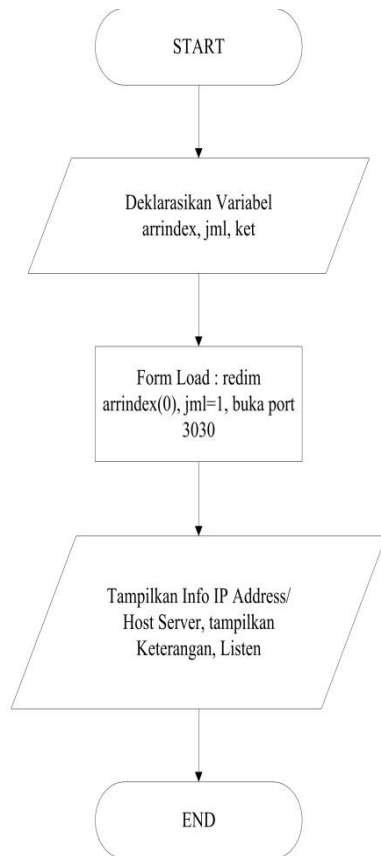 START
Deklarasikan Variabel
arrindex, jml, ket
Form Load : redim
arrindex(0), jml=1, buka port
3030
Tampilkan Info IP Address/
Host Server, tampilkan
Keterangan, Listen
END